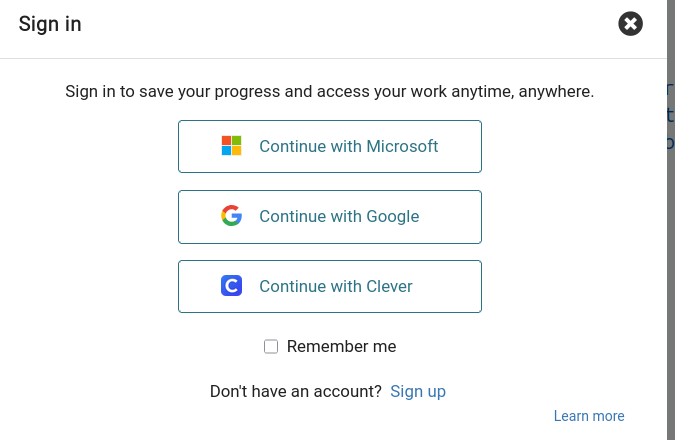 Sign in
Sign in to save your progress and access your work anytime, anywhere.
Continue with Microsoft
Continue with Google
Continue with Clever
Remember me
Don't have an account? Sign up
Learn more